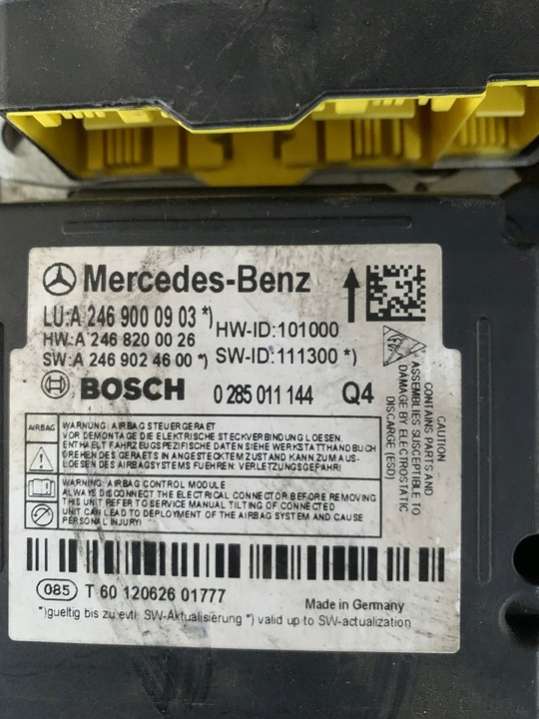 Mercedes-Benz
LU:A 246 900 09 03 *)
HW:A 246 820 00 26
SW:A 246 902 46 00 *)
HW-ID:101000
SW-ID:111300 *)
BOSCH 0 285 011 144 Q4
CAUTION
CONTAINS PARTS AND
ASSEMBLIES SUSCEPTIBLE TO
DAMAGE BY ELECTROSTATIC
DISCHARGE (ESD)
AIRBAG
WARNUNG: AIRBAG STEUERGERAET
VOR DEMONTAGE DIE ELEKTRISCHE STECKVERBINDUNG LOESEN.
ENTHAELT FAHRZEUGSPEZIFISCHE DATEN SIEHE WERKSTATTHANDBUCH
DREHEN DES GERAETS IN ANGESTECKTEM ZUSTAND KANN ZUM AUS-
LOESEN DES AIRBAGSYSTEMS FUEHREN: VERLETZUNGSGEFAHR!
WARNING: AIRBAG CONTROL MODULE
ALWAYS DISCONNECT THE ELECTRICAL CONNECTOR BEFORE REMOVING
THIS UNIT REFER TO SERVICE MANUAL TILTING OF CONNECTED
UNIT CAN LEAD TO DEPLOYMENT OF THE AIRBAG SYSTEM AND CAUSE
PERSONAL INJURY!
085 T 60 120626 01777
Made in Germany
*)gueltig bis zu evtl. SW-Aktualisierung *) valid up to SW-actualization